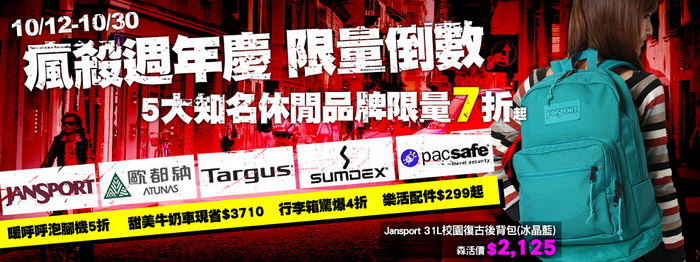 10/12-10/30
瘋殺週年慶 限量倒數
5大知名休閒品牌限量7折起
JANSPORT
歐都納
ATUNAS
Targus
SUMDEX
pacsafe
travel security
暖呼呼泡腳機5折 甜美牛奶車現省$3710 行李箱驚爆4折 樂活配件$299起
JANSPORT
Jansport 31L校園復古後背包(冰晶藍)
森活價 $2,125